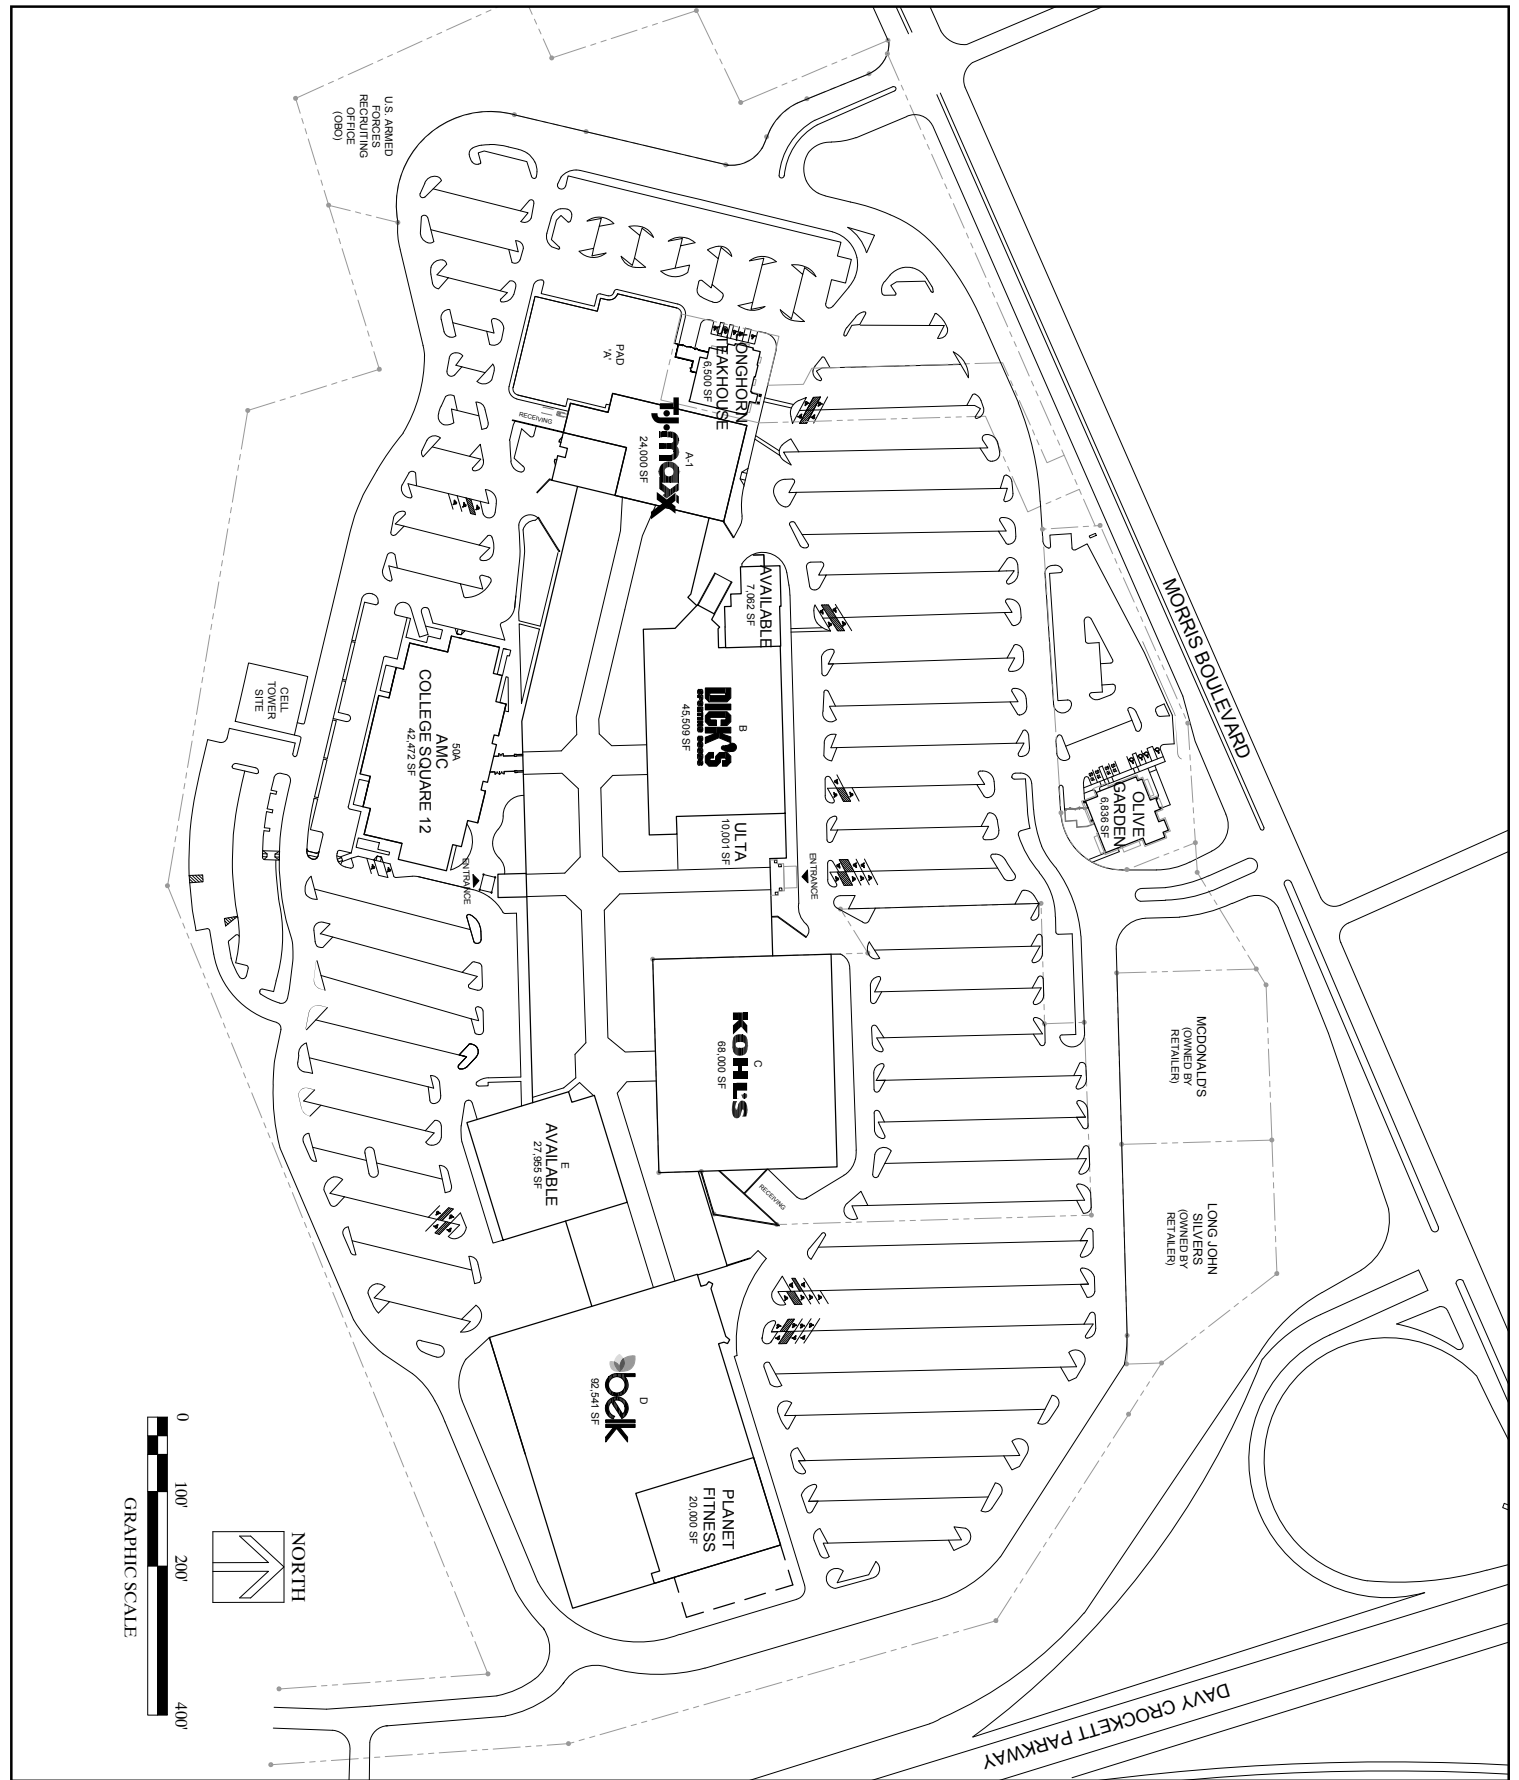 U.S. ARMED
FORCES
RECRUITING
OFFICE
(OBO)
PAD
'A'
LONGHORN
STEAKHOUSE
6,500 SF
RECEIVING
T·J·maxx
A-1
24,000 SF
MORRIS BOULEVARD
AVAILABLE
7,062 SF
B
DICK'S
SPORTING GOODS
45,509 SF
ULTA
10,001 SF
ENTRANCE
OLIVE
GARDEN
6,836 SF
CELL
TOWER
SITE
50A
AMC
COLLEGE SQUARE 12
42,472 SF
ENTRANCE
C
KOHL'S
68,000 SF
MCDONALD'S
(OWNED BY
RETAILER)
LONG JOHN
SILVERS
(OWNED BY
RETAILER)
E
AVAILABLE
27,955 SF
RECEIVING
D
belk
92,541 SF
PLANET
FITNESS
20,000 SF
DAVY CROCKETT PARKWAY
NORTH
0 100' 200' 400'
GRAPHIC SCALE